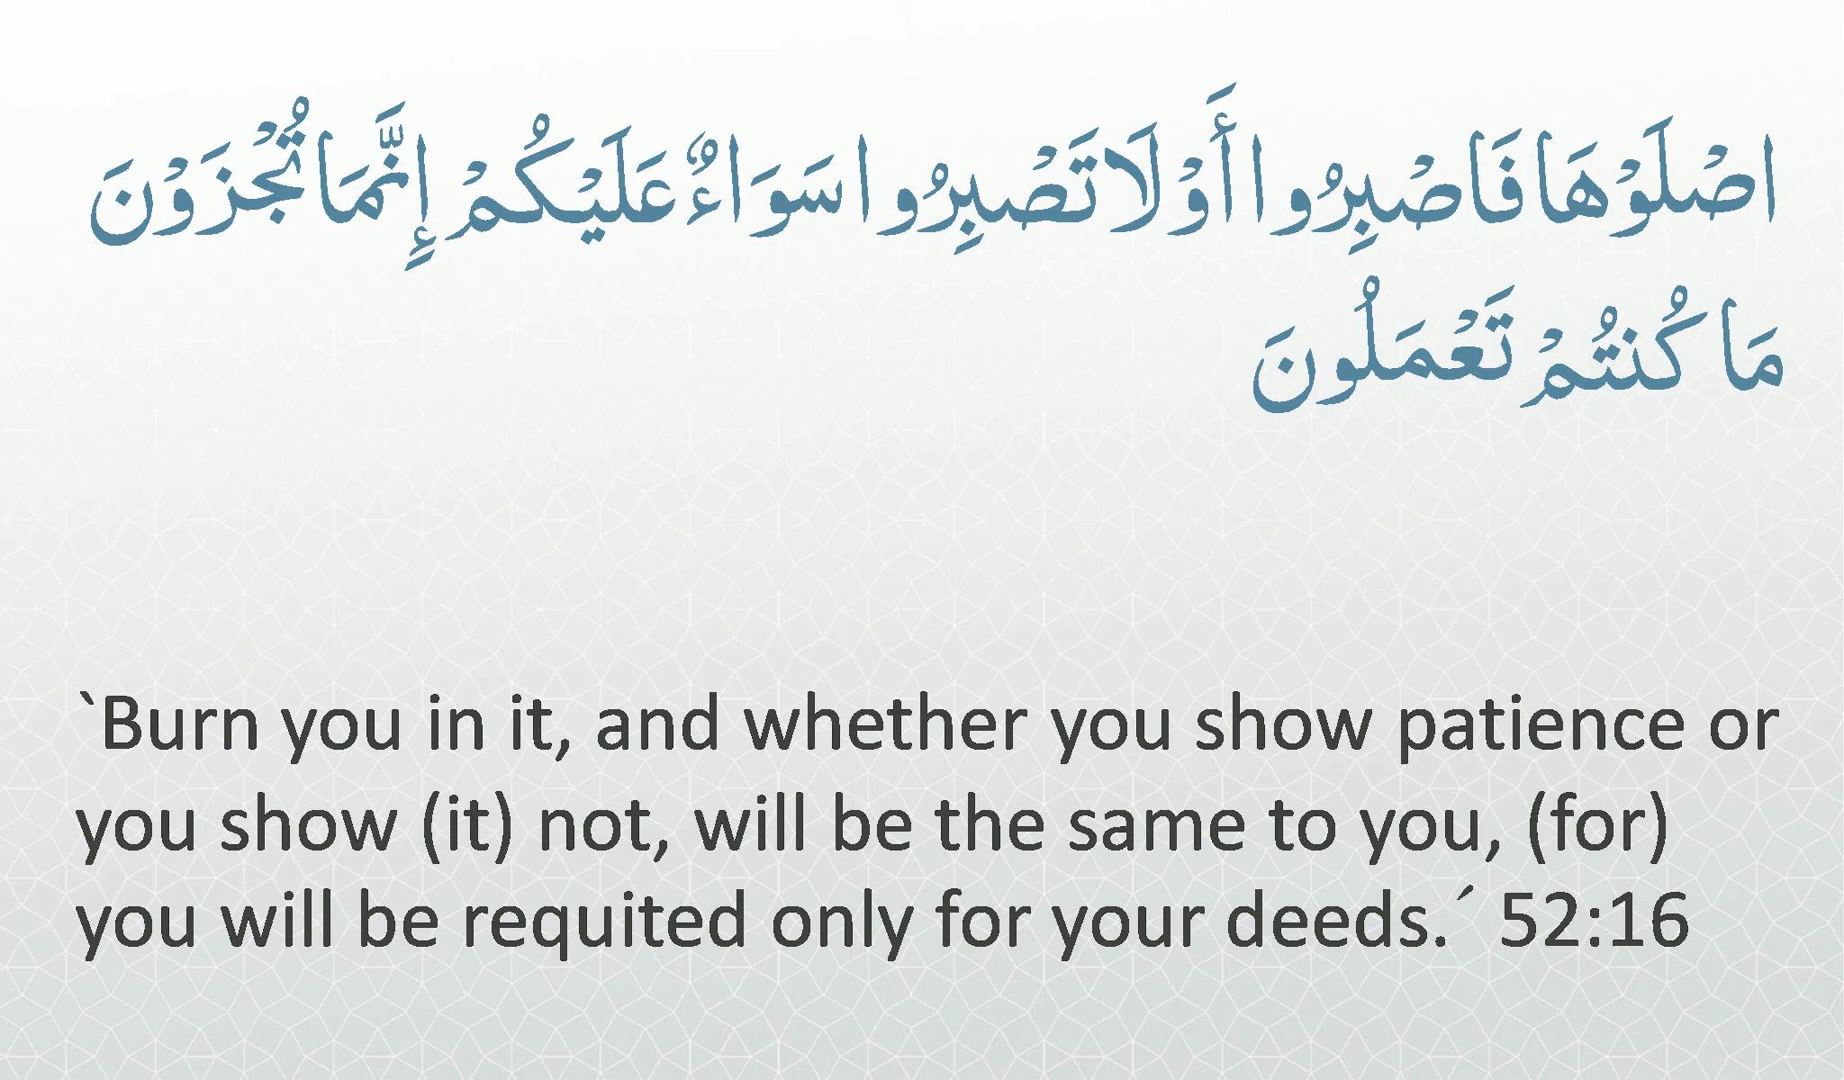 اصْلَوْهَا فَاصْبِرُوا أَوْ لَا تَصْبِرُوا سَوَاءٌ عَلَيْكُمْ إِنَّمَا تُجْزَوْنَ
مَا كُنتُمْ تَعْمَلُونَ
`Burn you in it, and whether you show patience or
you show (it) not, will be the same to you, (for)
you will be requited only for your deeds.´ 52:16